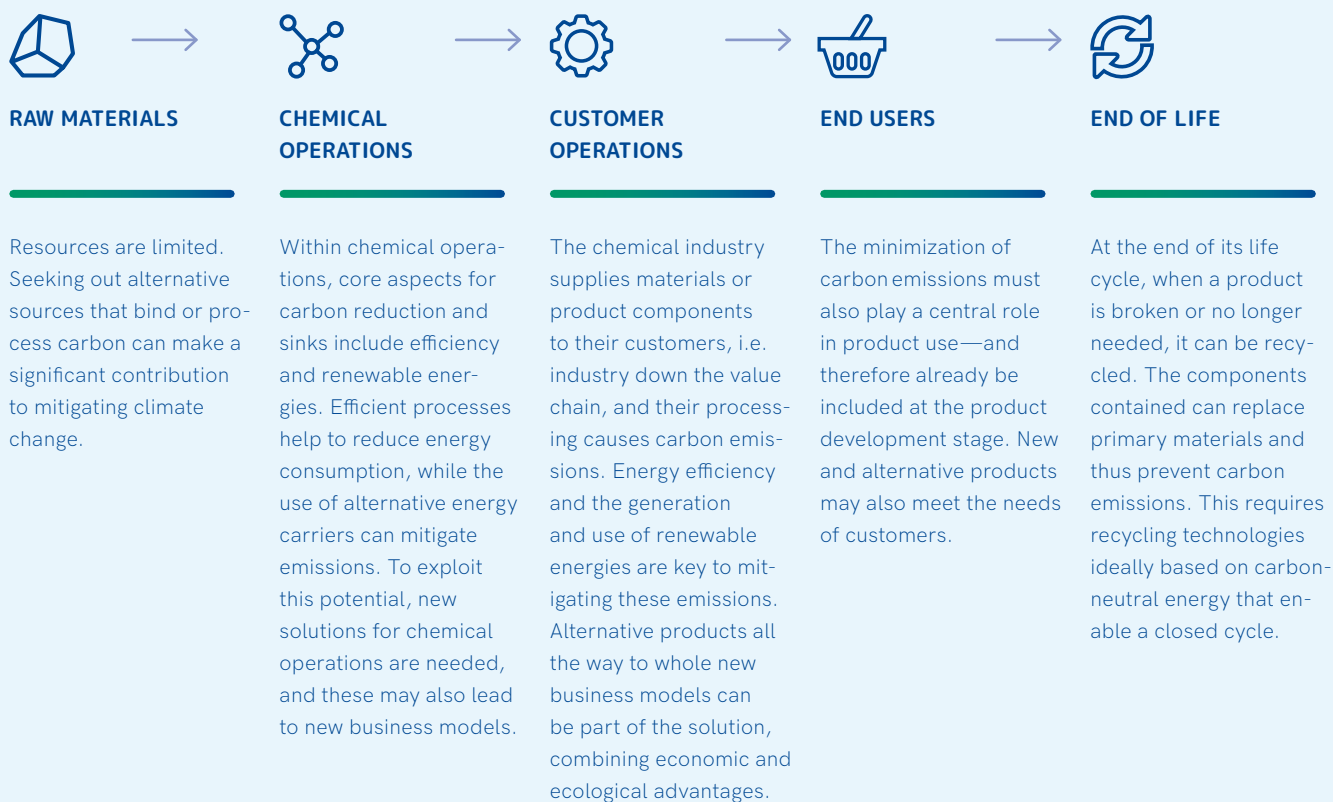 RAW MATERIALS
Resources are limited.
Seeking out alternative
sources that bind or pro-
cess carbon can make a
significant contribution
to mitigating climate
change.
CHEMICAL
OPERATIONS
Within chemical opera-
tions, core aspects for
carbon reduction and
sinks include efficiency
and renewable ener-
gies. Efficient processes
help to reduce energy
consumption, while the
use of alternative energy
carriers can mitigate
emissions. To exploit
this potential, new
solutions for chemical
operations are needed,
and these may also lead
to new business models.
CUSTOMER
OPERATIONS
The chemical industry
supplies materials or
product components
to their customers, i.e.
industry down the value
chain, and their process-
ing causes carbon emis-
sions. Energy efficiency
and the generation
and use of renewable
energies are key to mit-
igating these emissions.
Alternative products all
the way to whole new
business models can
be part of the solution,
combining economic and
ecological advantages.
END USERS
The minimization of
carbon emissions must
also play a central role
in product use—and
therefore already be
included at the product
development stage. New
and alternative products
may also meet the needs
of customers.
END OF LIFE
At the end of its life
cycle, when a product
is broken or no longer
needed, it can be recy-
cled. The components
contained can replace
primary materials and
thus prevent carbon
emissions. This requires
recycling technologies
ideally based on carbon-
neutral energy that en-
able a closed cycle.